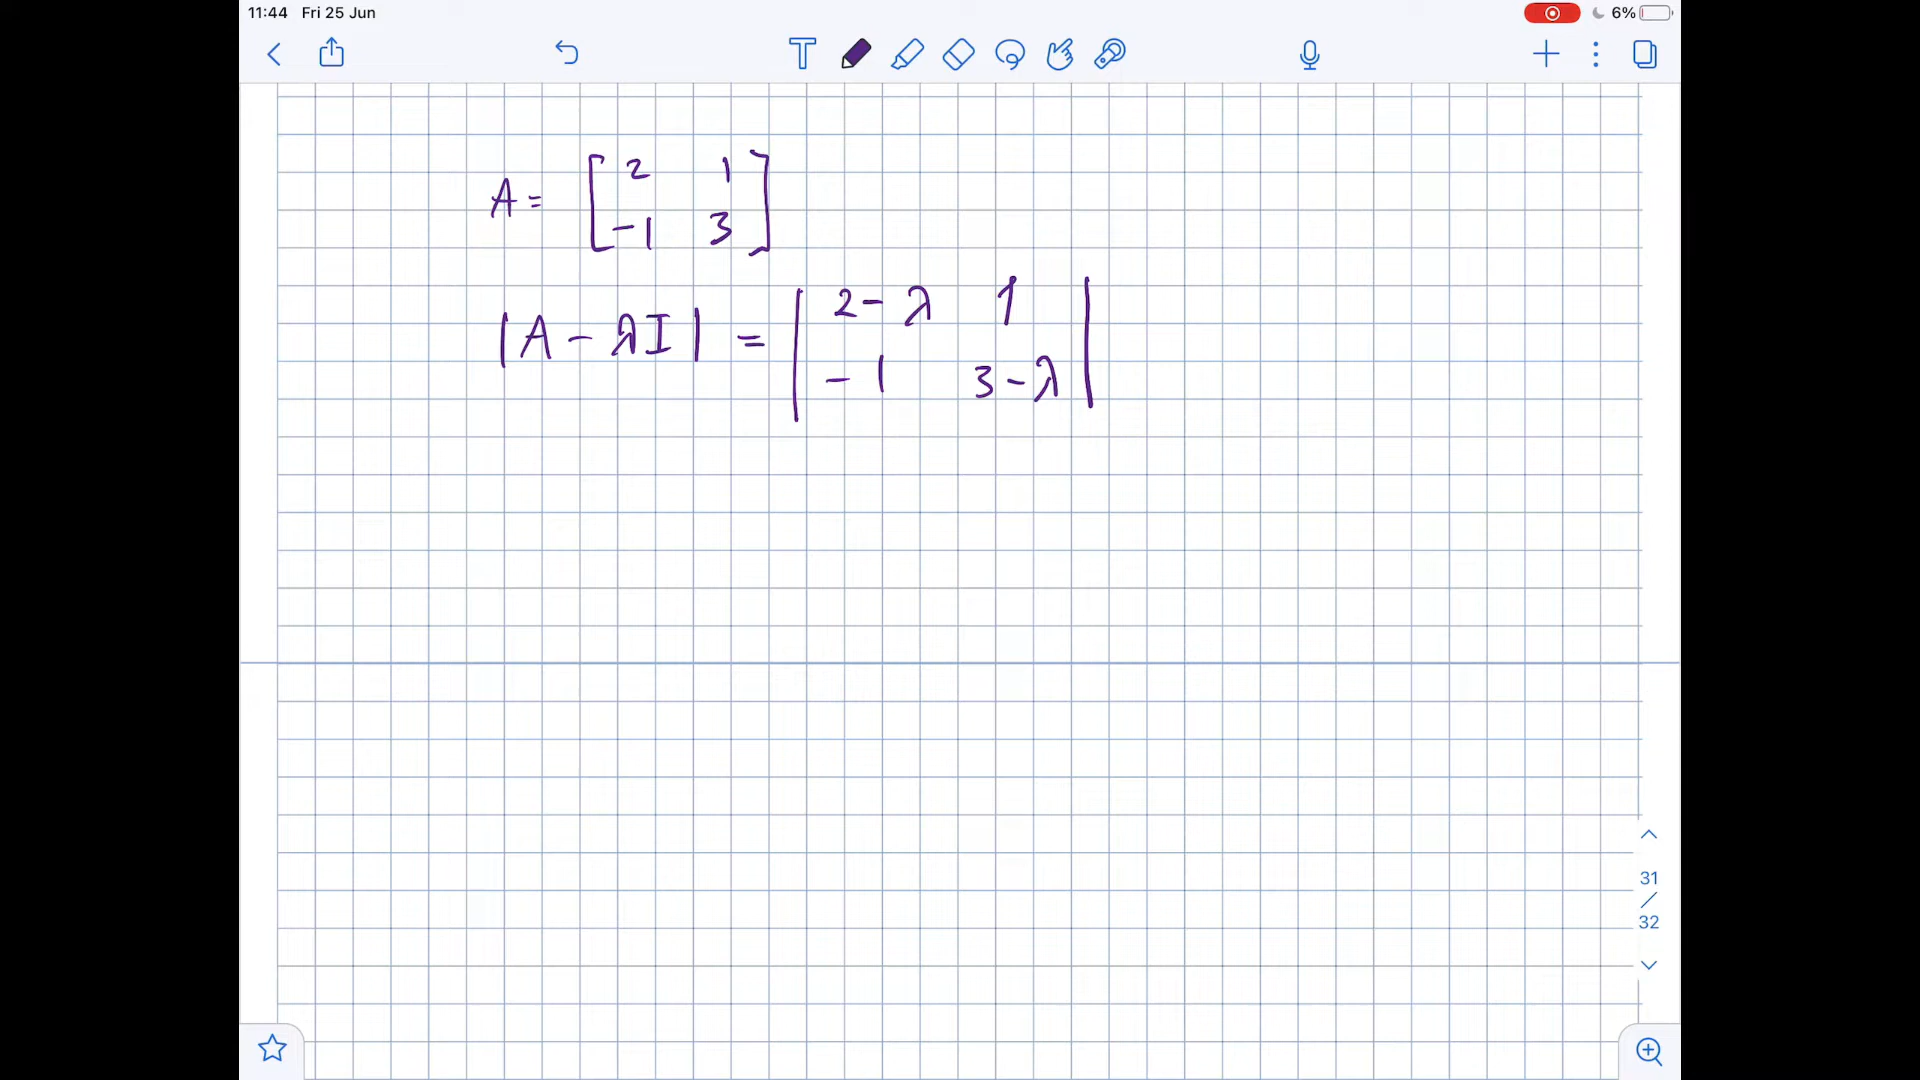 11:44 Fri 25 Jun 6%
T
A = [ 2 1
-1 3 ]
|A - λI| = | 2 - λ 1
-1 3 - λ |
31
/
32